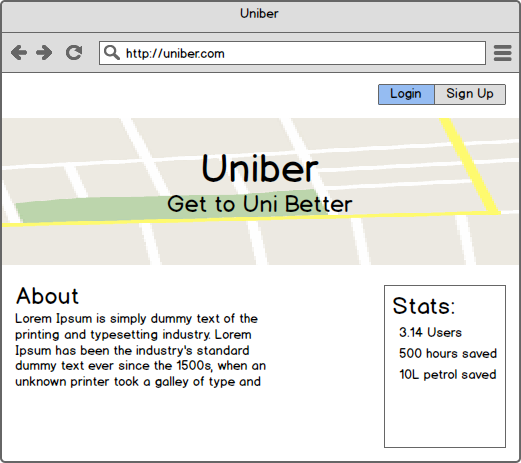 Uniber
http://uniber.com
Login Sign Up
Uniber
Get to Uni Better
About
Lorem Ipsum is simply dummy text of the
printing and typesetting industry. Lorem
Ipsum has been the industry's standard
dummy text ever since the 1500s, when an
unknown printer took a galley of type and
Stats:
3.14 Users
500 hours saved
10L petrol saved